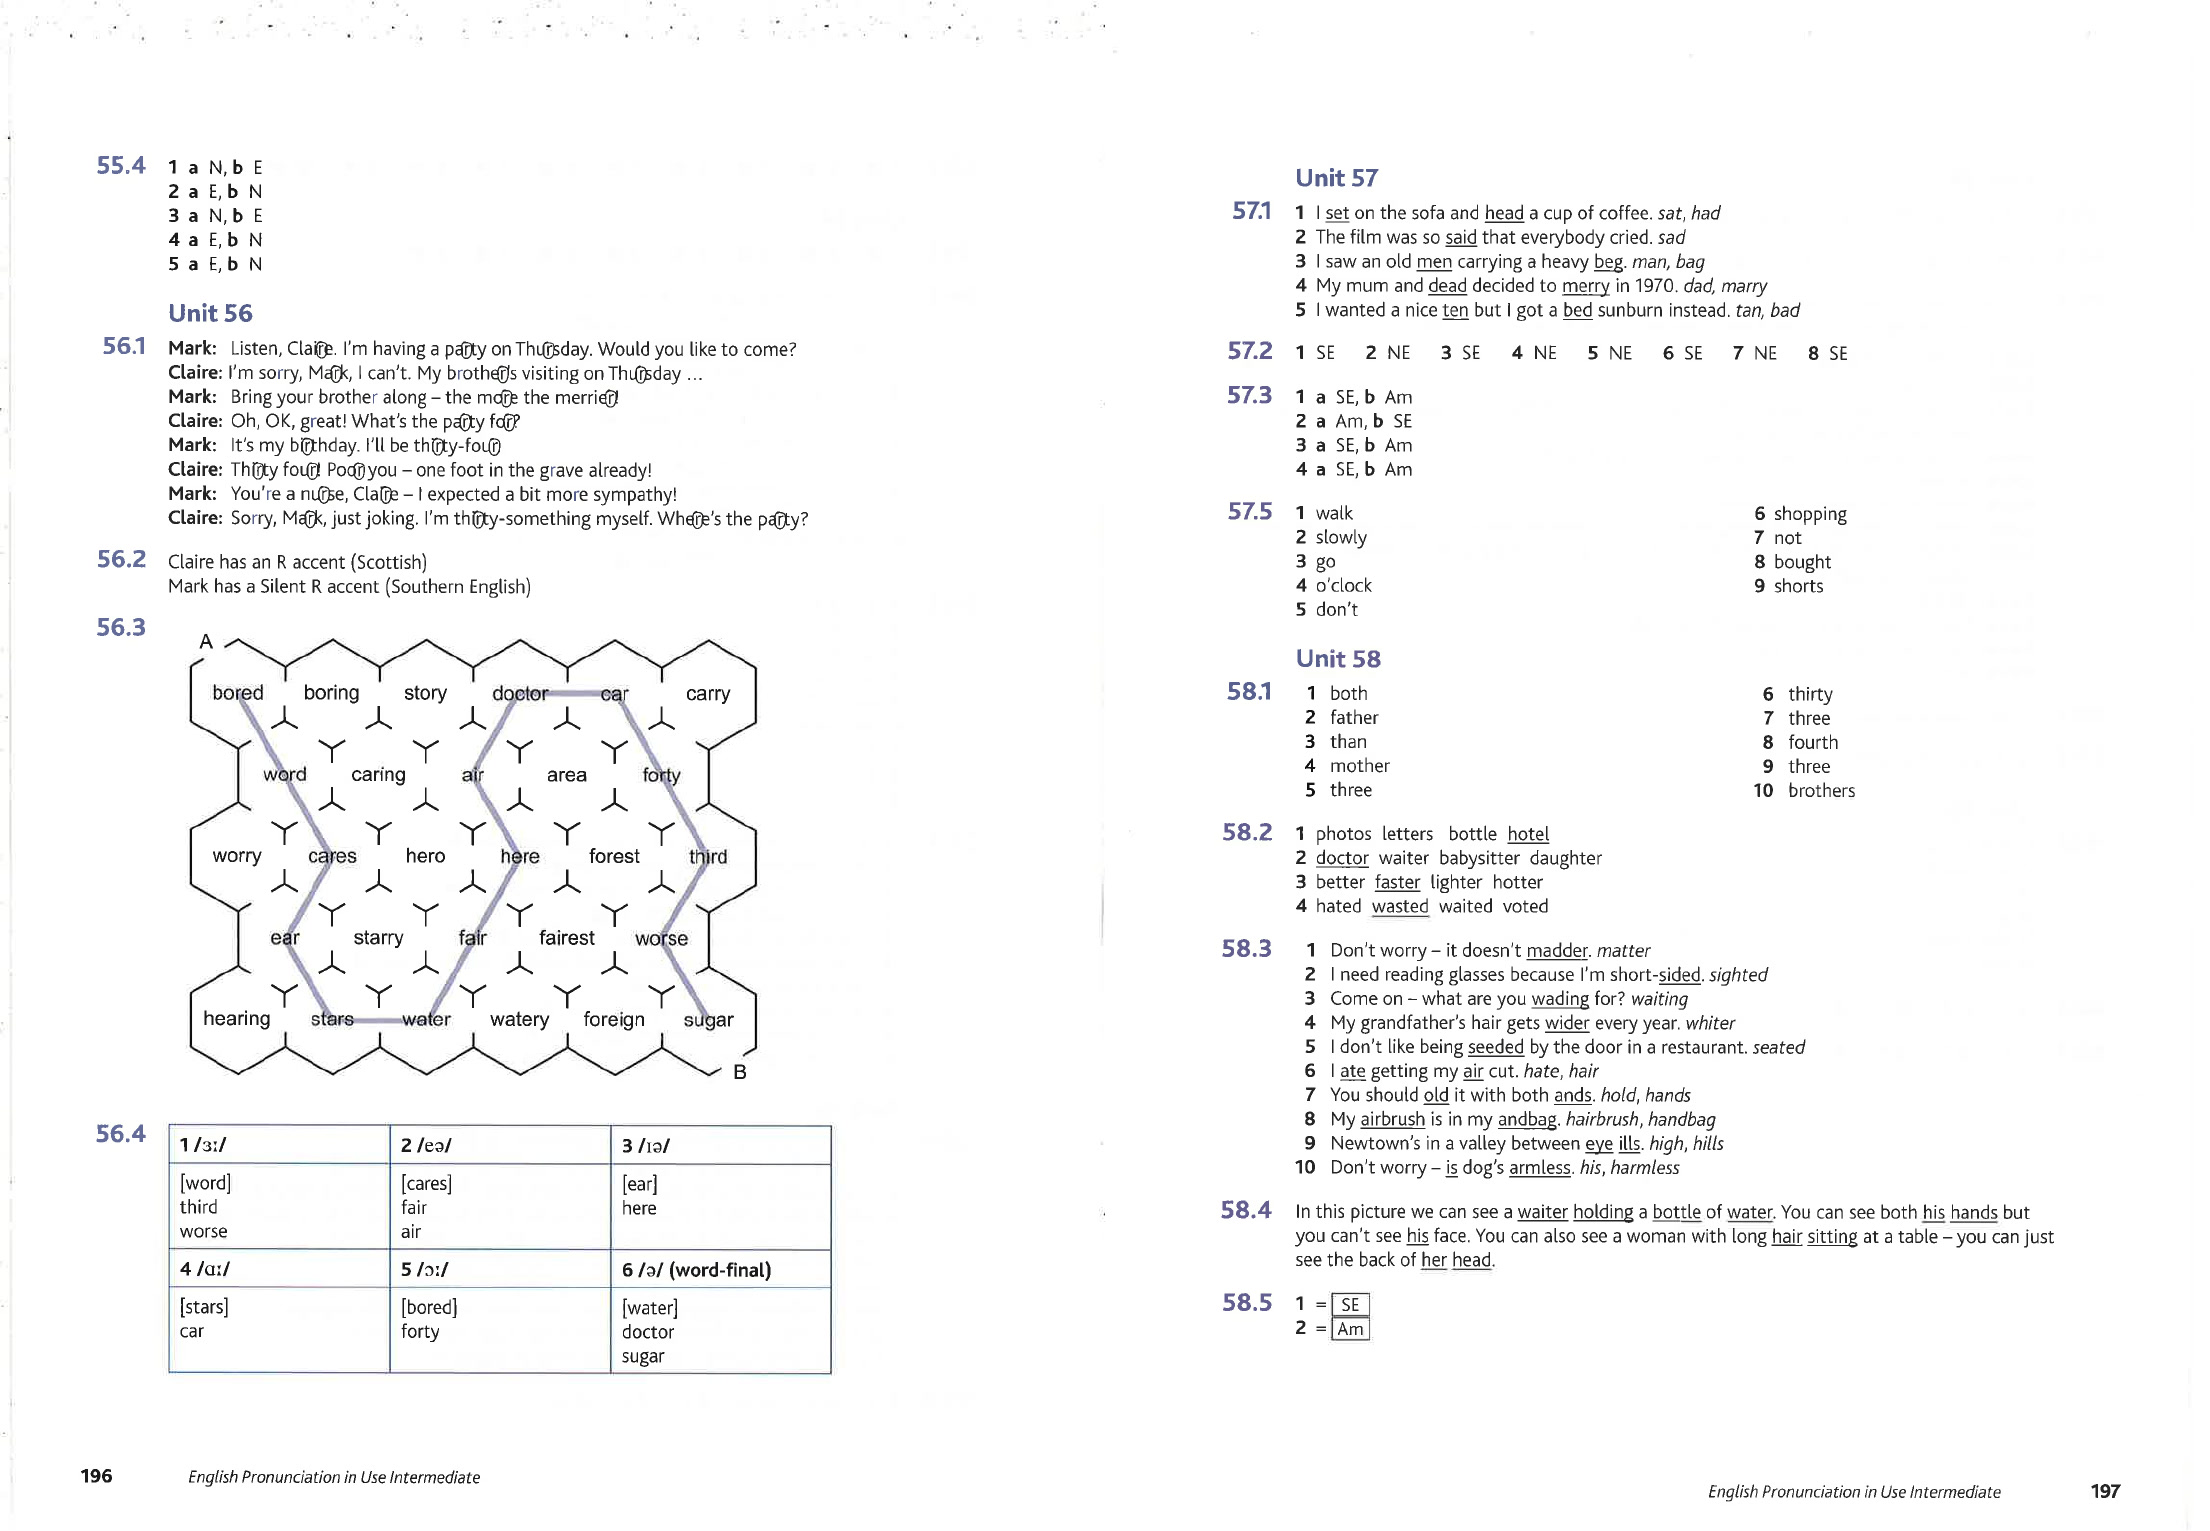 55.4 1 a N, b E
2 a E, b N
3 a N, b E
4 a E, b N
5 a E, b N
Unit 56
56.1 Mark: Listen, Claire. I'm having a party on Thursday. Would you like to come?
Claire: I'm sorry, Mark, I can't. My brother's visiting on Thursday ...
Mark: Bring your brother along – the more the merrier!
Claire: Oh, OK, great! What's the party for?
Mark: It's my birthday. I'll be thirty-four
Claire: Thirty four! Poor you – one foot in the grave already!
Mark: You're a nurse, Claire – I expected a bit more sympathy!
Claire: Sorry, Mark, just joking. I'm thirty-something myself. Where's the party?
56.2 Claire has an R accent (Scottish)
Mark has a Silent R accent (Southern English)
56.3
A
bored boring story doctor car carry
word caring air area forty
worry cares hero here forest third
ear starry fair fairest worse
hearing stars water watery foreign sugar
B
56.4
1 /ɜː/ 2 /eə/ 3 /ɪə/
[word] [cares] [ear]
third fair here
worse air
4 /ɑː/ 5 /ɔː/ 6 /ə/ (word-final)
[stars] [bored] [water]
car forty doctor
sugar
196 English Pronunciation in Use Intermediate
Unit 57
57.1 1 I set on the sofa and head a cup of coffee. sat, had
2 The film was so said that everybody cried. sad
3 I saw an old men carrying a heavy beg. man, bag
4 My mum and dead decided to merry in 1970. dad, marry
5 I wanted a nice ten but I got a bed sunburn instead. tan, bad
57.2 1 SE 2 NE 3 SE 4 NE 5 NE 6 SE 7 NE 8 SE
57.3 1 a SE, b Am
2 a Am, b SE
3 a SE, b Am
4 a SE, b Am
57.5 1 walk 6 shopping
2 slowly 7 not
3 go 8 bought
4 o'clock 9 shorts
5 don't
Unit 58
58.1 1 both 6 thirty
2 father 7 three
3 than 8 fourth
4 mother 9 three
5 three 10 brothers
58.2 1 photos letters bottle hotel
2 doctor waiter babysitter daughter
3 better faster lighter hotter
4 hated wasted waited voted
58.3 1 Don't worry – it doesn't madder. matter
2 I need reading glasses because I'm short-sided. sighted
3 Come on – what are you wading for? waiting
4 My grandfather's hair gets wider every year. whiter
5 I don't like being seeded by the door in a restaurant. seated
6 I ate getting my air cut. hate, hair
7 You should old it with both ands. hold, hands
8 My airbrush is in my andbag. hairbrush, handbag
9 Newtown's in a valley between eye ills. high, hills
10 Don't worry – is dog's armless. his, harmless
58.4 In this picture we can see a waiter holding a bottle of water. You can see both his hands but
you can't see his face. You can also see a woman with long hair sitting at a table – you can just
see the back of her head.
58.5 1 = SE
2 = Am
English Pronunciation in Use Intermediate 197